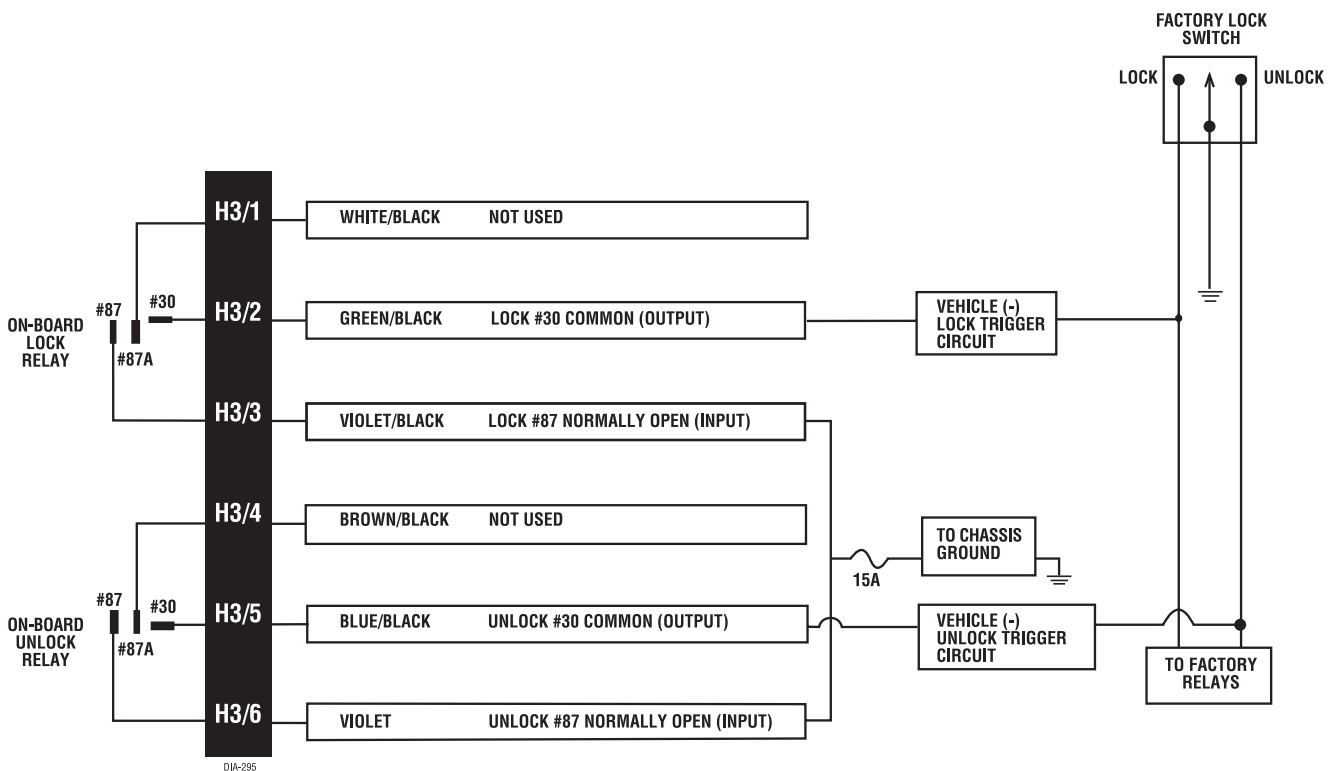 FACTORY LOCK
SWITCH
LOCK
UNLOCK
H3/1
WHITE/BLACK NOT USED
#87
#30
H3/2
GREEN/BLACK LOCK #30 COMMON (OUTPUT)
VEHICLE (-)
LOCK TRIGGER
CIRCUIT
ON-BOARD
LOCK
RELAY
#87A
H3/3
VIOLET/BLACK LOCK #87 NORMALLY OPEN (INPUT)
H3/4
BROWN/BLACK NOT USED
TO CHASSIS
GROUND
15A
#87
#30
H3/5
BLUE/BLACK UNLOCK #30 COMMON (OUTPUT)
VEHICLE (-)
UNLOCK TRIGGER
CIRCUIT
ON-BOARD
UNLOCK
RELAY
#87A
TO FACTORY
RELAYS
H3/6
VIOLET UNLOCK #87 NORMALLY OPEN (INPUT)
DIA-295